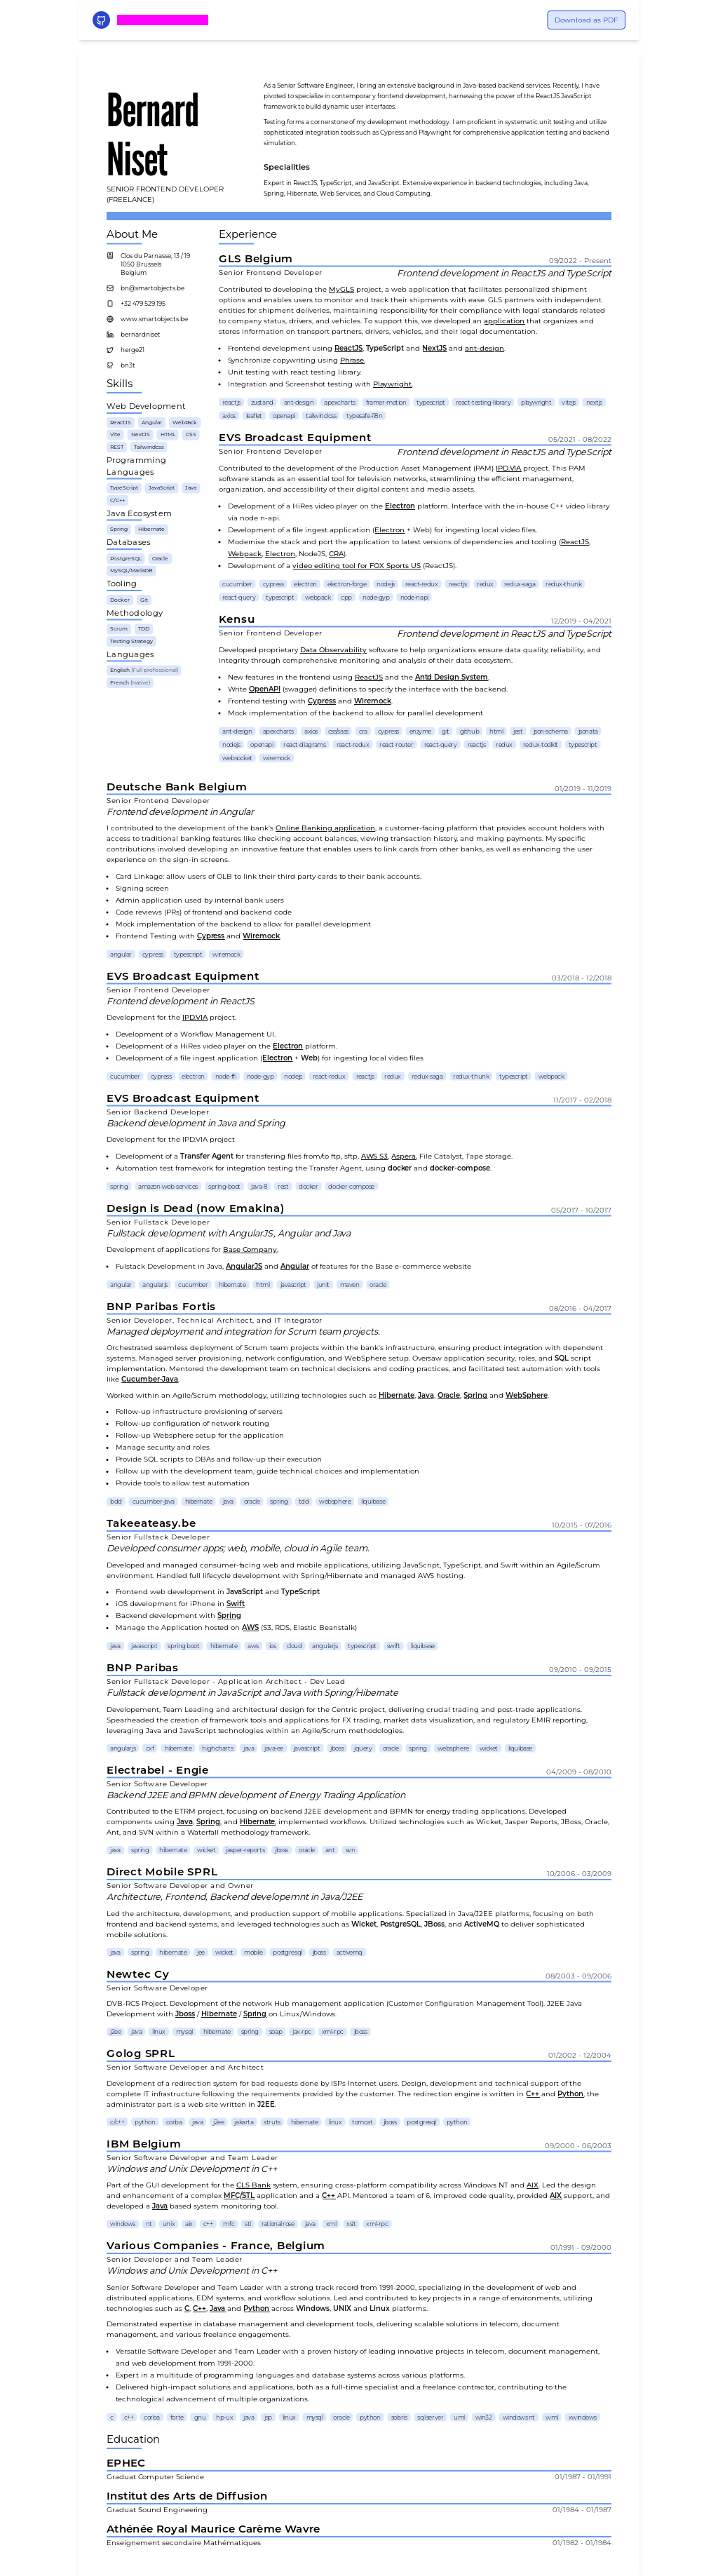 Download as PDF
Bernard
Niset
SENIOR FRONTEND DEVELOPER
(FREELANCE)
As a Senior Software Engineer, I bring an extensive background in Java-based backend services. Recently, I have
pivoted to specialize in contemporary frontend development, harnessing the power of the ReactJS JavaScript
framework to build dynamic user interfaces.
Testing forms a cornerstone of my development methodology. I am proficient in systematic unit testing and utilize
sophisticated integration tools such as Cypress and Playwright for comprehensive application testing and backend
simulation.
Specialities
Expert in ReactJS, TypeScript, and JavaScript. Extensive experience in backend technologies, including Java,
Spring, Hibernate, Web Services, and Cloud Computing.
About Me
Clos du Parnasse, 13 / 19
1050 Brussels
Belgium
bn@smartobjects.be
+32 479 529 195
www.smartobjects.be
bernardniset
herge21
bn3t
Skills
Web Development
ReactJS Angular WebPack
Vite NextJS HTML CSS
REST Tailwindcss
Programming
Languages
TypeScript JavaScript Java
C/C++
Java Ecosystem
Spring Hibernate
Databases
PostgreSQL Oracle
MySQL/MariaDB
Tooling
Docker Git
Methodology
Scrum TDD
Testing Strategy
Languages
English (Full professional)
French (Native)
Experience
GLS Belgium 09/2022 - Present
Senior Frontend Developer Frontend development in ReactJS and TypeScript
Contributed to developing the MyGLS project, a web application that facilitates personalized shipment
options and enables users to monitor and track their shipments with ease. GLS partners with independent
entities for shipment deliveries, maintaining responsibility for their compliance with legal standards related
to company status, drivers, and vehicles. To support this, we developed an application that organizes and
stores information on transport partners, drivers, vehicles, and their legal documentation.
• Frontend development using ReactJS, TypeScript and NextJS and ant-design.
• Synchronize copywriting using Phrase.
• Unit testing with react testing library.
• Integration and Screenshot testing with Playwright.
reactjs zustand ant-design apexcharts framer-motion typescript react-testing-library playwright vitejs nextjs
axios leaflet openapi tailwindcss typesafe-i18n
EVS Broadcast Equipment 05/2021 - 08/2022
Senior Frontend Developer Frontend development in ReactJS and TypeScript
Contributed to the development of the Production Asset Management (PAM) IPD.VIA project. This PAM
software stands as an essential tool for television networks, streamlining the efficient management,
organization, and accessibility of their digital content and media assets.
• Development of a HiRes video player on the Electron platform. Interface with the in-house C++ video library
via node n-api.
• Development of a file ingest application (Electron + Web) for ingesting local video files.
• Modernise the stack and port the application to latest versions of dependencies and tooling (ReactJS,
Webpack, Electron, NodeJS, CRA).
• Development of a video editing tool for FOX Sports US (ReactJS).
cucumber cypress electron electron-forge nodejs react-redux reactjs redux redux-saga redux-thunk
react-query typescript webpack cpp node-gyp node-napi
Kensu 12/2019 - 04/2021
Senior Frontend Developer Frontend development in ReactJS and TypeScript
Developed proprietary Data Observability software to help organizations ensure data quality, reliability, and
integrity through comprehensive monitoring and analysis of their data ecosystem.
• New features in the frontend using ReactJS and the Antd Design System.
• Write OpenAPI (swagger) definitions to specify the interface with the backend.
• Frontend testing with Cypress and Wiremock.
• Mock implementation of the backend to allow for parallel development
ant-design apexcharts axios css/sass cra cypress enzyme git github html jest json-schema jsonata
nodejs openapi react-diagrams react-redux react-router react-query reactjs redux redux-toolkit typescript
websocket wiremock
Deutsche Bank Belgium 01/2019 - 11/2019
Senior Frontend Developer
Frontend development in Angular
I contributed to the development of the bank's Online Banking application, a customer-facing platform that provides account holders with
access to traditional banking features like checking account balances, viewing transaction history, and making payments. My specific
contributions involved developing an innovative feature that enables users to link cards from other banks, as well as enhancing the user
experience on the sign-in screens.
• Card Linkage: allow users of OLB to link their third party cards to their bank accounts.
• Signing screen
• Admin application used by internal bank users
• Code reviews (PRs) of frontend and backend code
• Mock implementation of the backend to allow for parallel development
• Frontend Testing with Cypress and Wiremock.
angular cypress typescript wiremock
EVS Broadcast Equipment 03/2018 - 12/2018
Senior Frontend Developer
Frontend development in ReactJS
Development for the IPD.VIA project.
• Development of a Workflow Management UI.
• Development of a HiRes video player on the Electron platform.
• Development of a file ingest application (Electron + Web) for ingesting local video files
cucumber cypress electron node-ffi node-gyp nodejs react-redux reactjs redux redux-saga redux-thunk typescript webpack
EVS Broadcast Equipment 11/2017 - 02/2018
Senior Backend Developer
Backend development in Java and Spring
Development for the IPD.VIA project
• Development of a Transfer Agent for transfering files from/to ftp, sftp, AWS S3, Aspera, File Catalyst, Tape storage.
• Automation test framework for integration testing the Transfer Agent, using docker and docker-compose.
spring amazon-web-services spring-boot java-8 rest docker docker-compose
Design is Dead (now Emakina) 05/2017 - 10/2017
Senior Fullstack Developer
Fullstack development with AngularJS, Angular and Java
Development of applications for Base Company.
• Fulstack Development in Java, AngularJS and Angular of features for the Base e-commerce website
angular angularjs cucumber hibernate html javascript junit maven oracle
BNP Paribas Fortis 08/2016 - 04/2017
Senior Developer, Technical Architect, and IT Integrator
Managed deployment and integration for Scrum team projects.
Orchestrated seamless deployment of Scrum team projects within the bank's infrastructure, ensuring product integration with dependent
systems. Managed server provisioning, network configuration, and WebSphere setup. Oversaw application security, roles, and SQL script
implementation. Mentored the development team on technical decisions and coding practices, and facilitated test automation with tools
like Cucumber-Java.
Worked within an Agile/Scrum methodology, utilizing technologies such as Hibernate, Java, Oracle, Spring and WebSphere.
• Follow-up infrastructure provisioning of servers
• Follow-up configuration of network routing
• Follow-up Websphere setup for the application
• Manage security and roles
• Provide SQL scripts to DBAs and follow-up their execution
• Follow up with the development team, guide technical choices and implementation
• Provide tools to allow test automation
bdd cucumber-java hibernate java oracle spring tdd websphere liquibase
Takeeateasy.be 10/2015 - 07/2016
Senior Fullstack Developer
Developed consumer apps; web, mobile, cloud in Agile team.
Developed and managed consumer-facing web and mobile applications, utilizing JavaScript, TypeScript, and Swift within an Agile/Scrum
environment. Handled full lifecycle development with Spring/Hibernate and managed AWS hosting.
• Frontend web development in JavaScript and TypeScript
• iOS development for iPhone in Swift
• Backend development with Spring
• Manage the Application hosted on AWS (S3, RDS, Elastic Beanstalk)
java javascript spring-boot hibernate aws ios cloud angularjs typescript swift liquibase
BNP Paribas 09/2010 - 09/2015
Senior Fullstack Developer - Application Architect - Dev Lead
Fullstack development in JavaScript and Java with Spring/Hibernate
Developement, Team Leading and architectural design for the Centric project, delivering crucial trading and post-trade applications.
Spearheaded the creation of framework tools and applications for FX trading, market data visualization, and regulatory EMIR reporting,
leveraging Java and JavaScript technologies within an Agile/Scrum methodologies.
angularjs cxf hibernate highcharts java java-ee javascript jboss jquery oracle spring websphere wicket liquibase
Electrabel - Engie 04/2009 - 08/2010
Senior Software Developer
Backend J2EE and BPMN development of Energy Trading Application
Contributed to the ETRM project, focusing on backend J2EE development and BPMN for energy trading applications. Developed
components using Java, Spring, and Hibernate, implemented workflows. Utilized technologies such as Wicket, Jasper Reports, JBoss, Oracle,
Ant, and SVN within a Waterfall methodology framework.
java spring hibernate wicket jasper-reports jboss oracle ant svn
Direct Mobile SPRL 10/2006 - 03/2009
Senior Software Developer and Owner
Architecture, Frontend, Backend developemnt in Java/J2EE
Led the architecture, development, and production support of mobile applications. Specialized in Java/J2EE platforms, focusing on both
frontend and backend systems, and leveraged technologies such as Wicket, PostgreSQL, JBoss, and ActiveMQ to deliver sophisticated
mobile solutions.
java spring hibernate jee wicket mobile postgresql jboss activemq
Newtec Cy 08/2003 - 09/2006
Senior Software Developer
DVB-RCS Project. Development of the network Hub management application (Customer Configuration Management Tool). J2EE Java
Development with Jboss / Hibernate / Spring on Linux/Windows.
j2ee java linux mysql hibernate spring soap jax-rpc xml-rpc jboss
Golog SPRL 01/2002 - 12/2004
Senior Software Developer and Architect
Development of a redirection system for bad requests done by ISPs Internet users. Design, development and technical support of the
complete IT infrastructure following the requirements provided by the customer. The redirection engine is written in C++ and Python, the
administrator part is a web site written in J2EE.
c/c++ python corba java j2ee jakarta struts hibernate linux tomcat jboss postgresql python
IBM Belgium 09/2000 - 06/2003
Senior Software Developer and Team Leader
Windows and Unix Development in C++
Part of the GUI development for the CLS Bank system, ensuring cross-platform compatibility across Windows NT and AIX. Led the design
and enhancement of a complex MFC/STL application and a C++ API. Mentored a team of 6, improved code quality, provided AIX support, and
developed a Java based system monitoring tool.
windows nt unix aix c++ mfc stl rational rose java xml xslt xml-rpc
Various Companies - France, Belgium 01/1991 - 09/2000
Senior Developer and Team Leader
Windows and Unix Development in C++
Senior Software Developer and Team Leader with a strong track record from 1991-2000, specializing in the development of web and
distributed applications, EDM systems, and workflow solutions. Led and contributed to key projects in a range of environments, utilizing
technologies such as C, C++, Java and Python across Windows, UNIX and Linux platforms.
Demonstrated expertise in database management and development tools, delivering scalable solutions in telecom, document
management, and various freelance engagements.
• Versatile Software Developer and Team Leader with a proven history of leading innovative projects in telecom, document management,
and web development from 1991-2000.
• Expert in a multitude of programming languages and database systems across various platforms.
• Delivered high-impact solutions and applications, both as a full-time specialist and a freelance contractor, contributing to the
technological advancement of multiple organizations.
c c++ corba forte gnu hp-ux java jsp linux mysql oracle python solaris sqlserver uml win32 windows nt wml xwindows
Education
EPHEC
Graduat Computer Science 01/1987 - 01/1991
Institut des Arts de Diffusion
Graduat Sound Engineering 01/1984 - 01/1987
Athénée Royal Maurice Carème Wavre
Enseignement secondaire Mathématiques 01/1982 - 01/1984